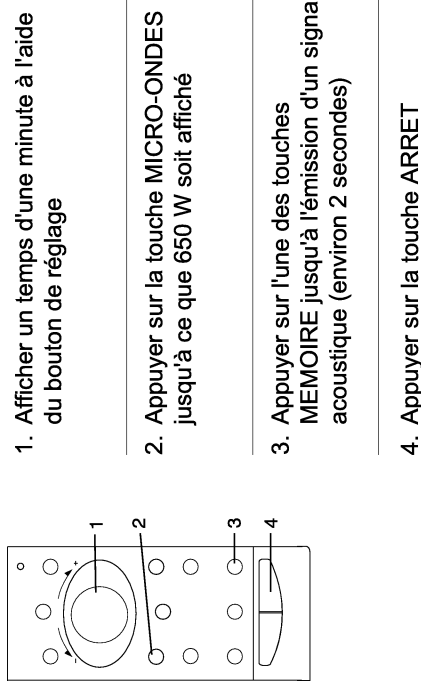 1. Afficher un temps d'une minute à l'aide
du bouton de réglage
2. Appuyer sur la touche MICRO-ONDES
jusqu'à ce que 650 W soit affiché
3. Appuyer sur l'une des touches
MEMOIRE jusqu'à l'émission d'un signa
acoustique (environ 2 secondes)
4. Appuyer sur la touche ARRET
- +
1
2
3
4